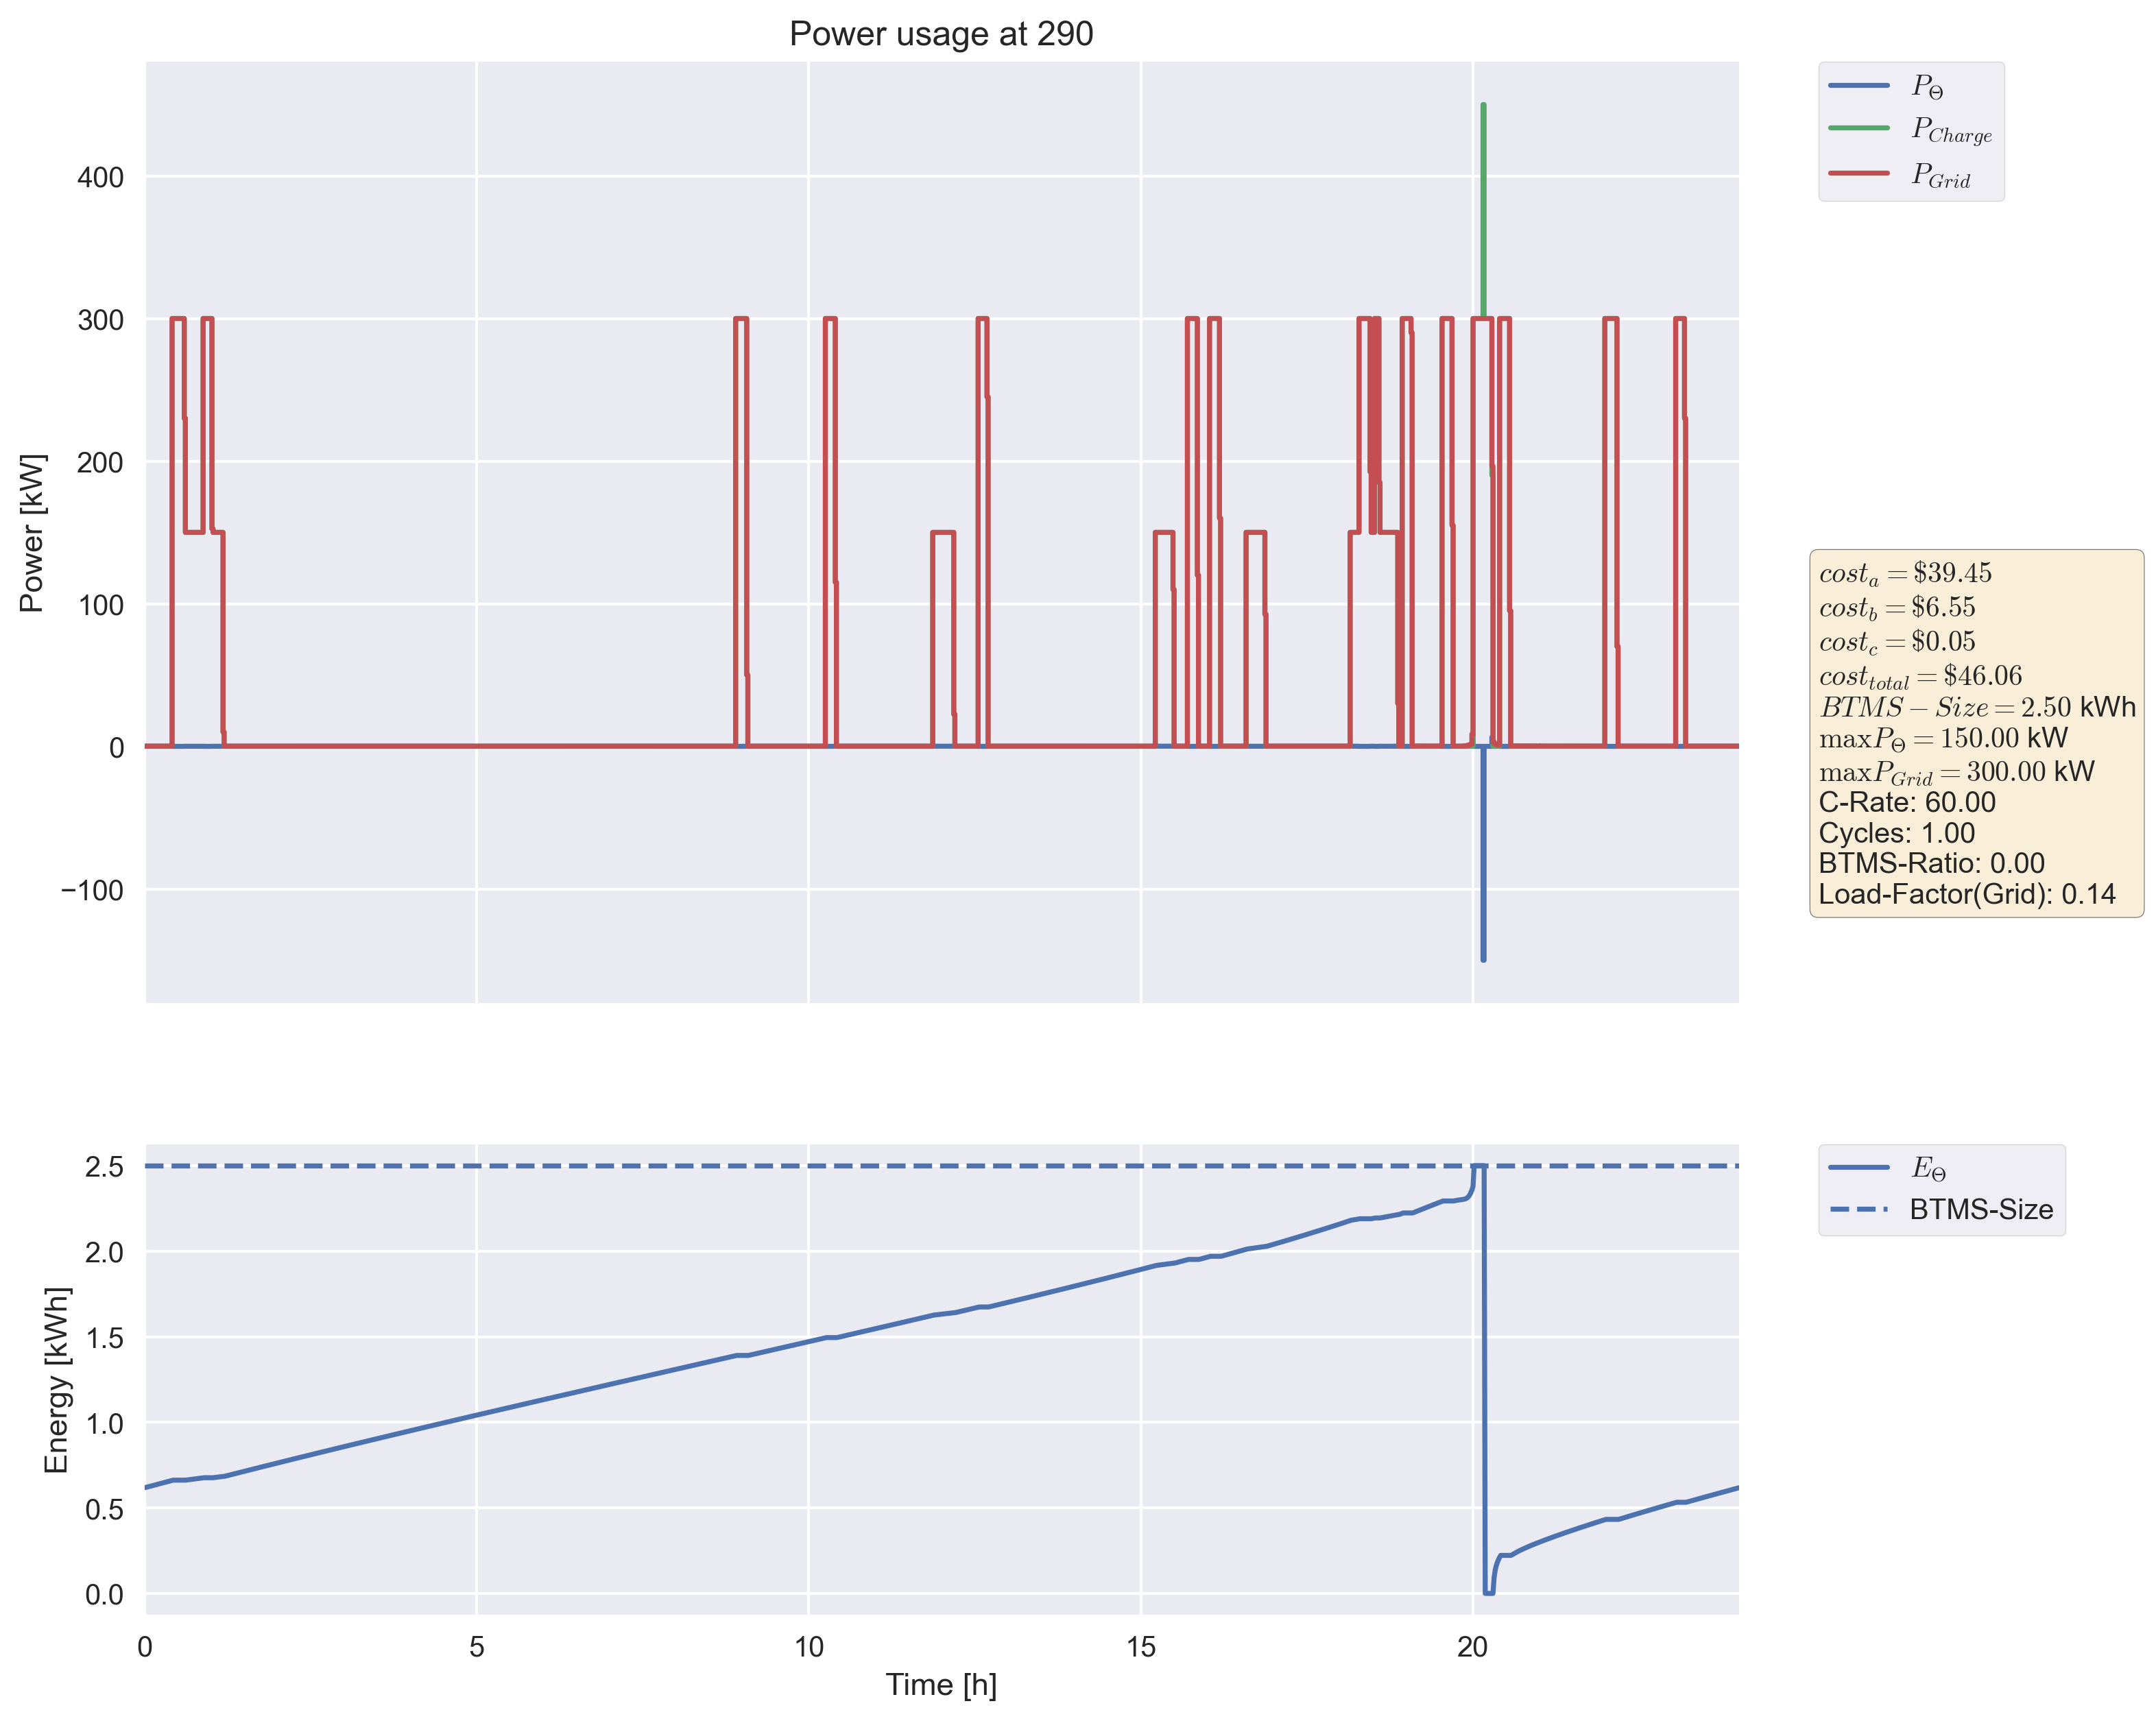 Power usage at 290
P_Θ
P_Charge
P_Grid
400
300
200
100
0
−100
Power [kW]
cost_a = $39.45
cost_b = $6.55
cost_c = $0.05
cost_total = $46.06
BTMS − Size = 2.50 kWh
maxP_Θ = 150.00 kW
maxP_Grid = 300.00 kW
C-Rate: 60.00
Cycles: 1.00
BTMS-Ratio: 0.00
Load-Factor(Grid): 0.14
E_Θ
BTMS-Size
2.5
2.0
1.5
1.0
0.5
0.0
Energy [kWh]
0 5 10 15 20
Time [h]